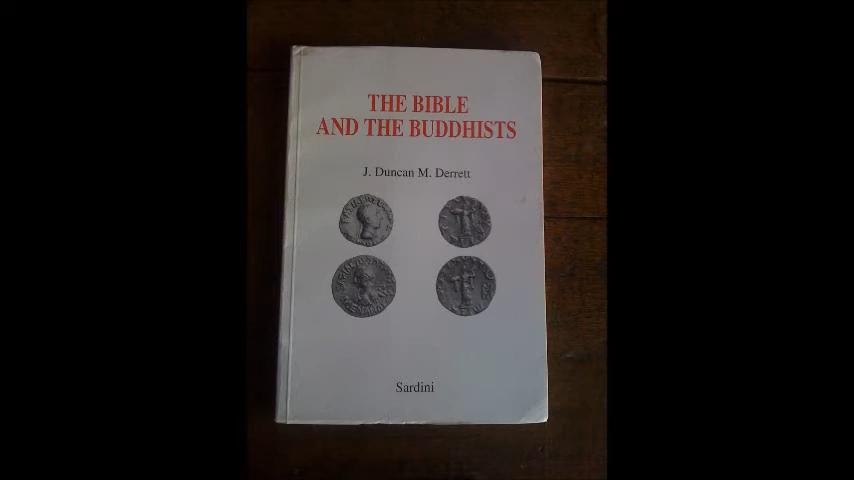 THE BIBLE
AND THE BUDDHISTS
J. Duncan M. Derrett
Sardini